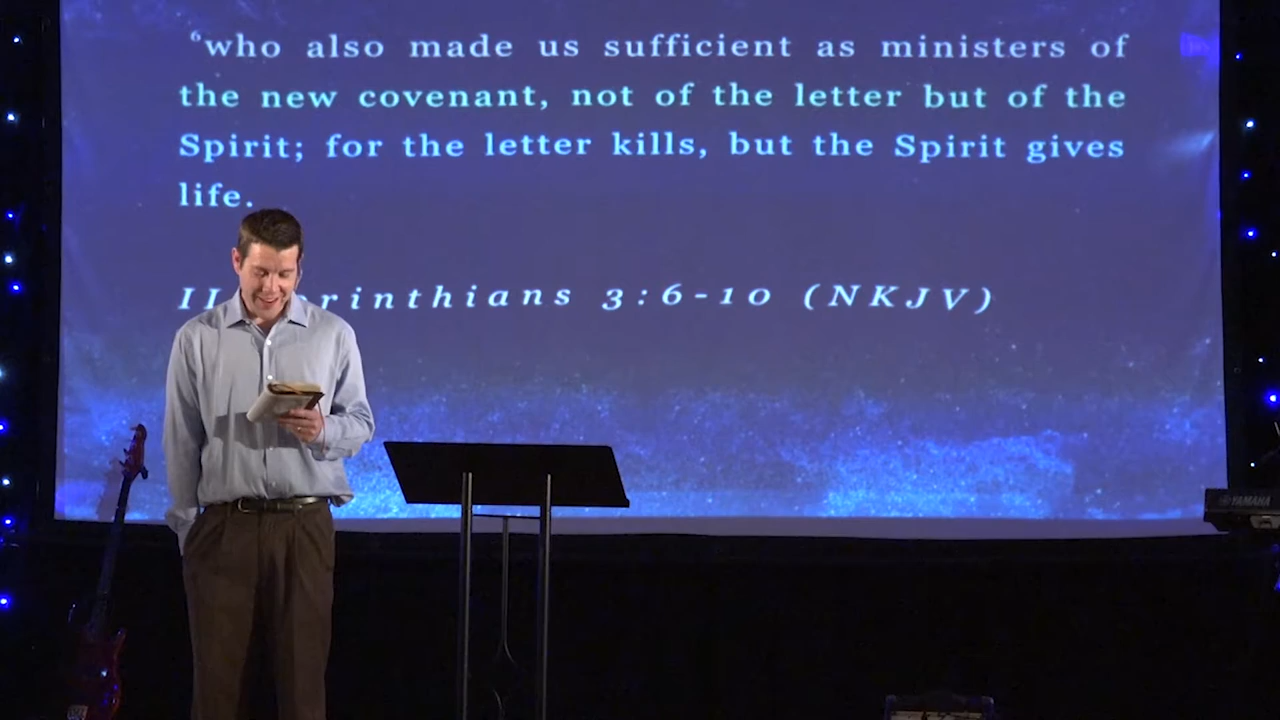 ⁶who also made us sufficient as ministers of
the new covenant, not of the letter but of the
Spirit; for the letter kills, but the Spirit gives
life.
II rinthians 3:6-10 (NKJV)
YAMAHA